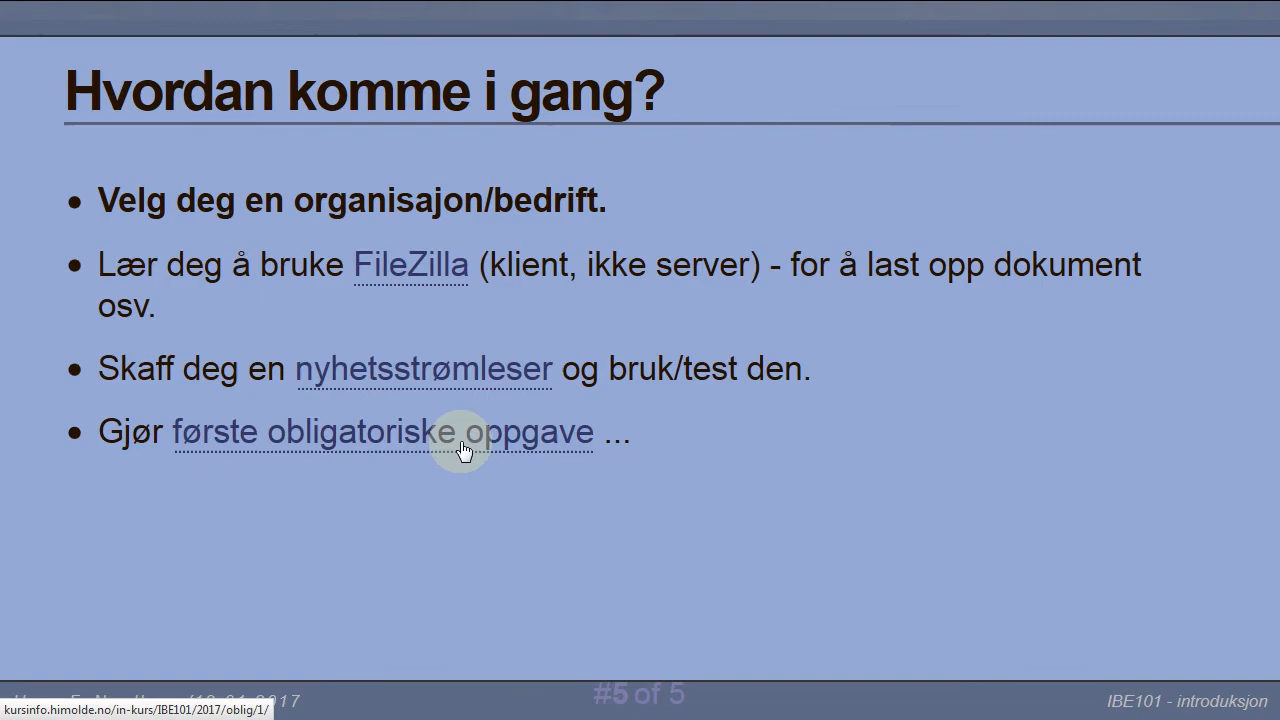 Hvordan komme i gang?
Velg deg en organisajon/bedrift.
Lær deg å bruke FileZilla (klient, ikke server) - for å last opp dokument
osv.
Skaff deg en nyhetsstrømleser og bruk/test den.
Gjør første obligatoriske oppgave ...
#5 of 5
IBE101 - introduksjon
kursinfo.himolde.no/in-kurs/IBE101/2017/oblig/1/